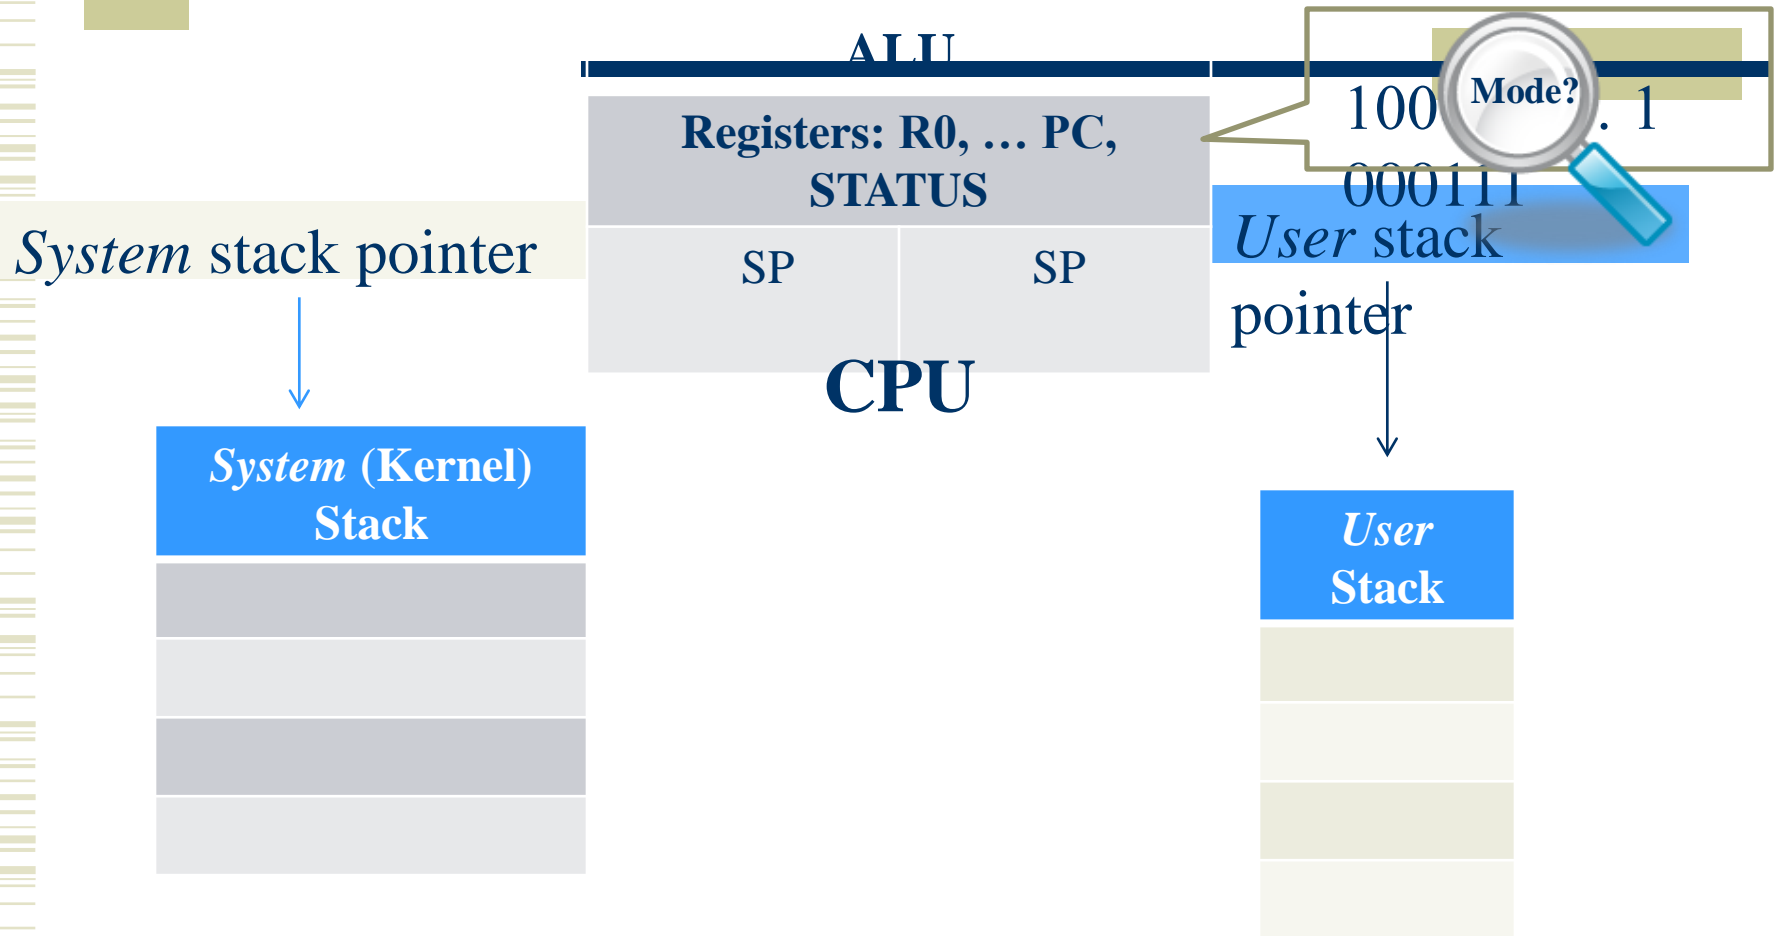 ALU
Registers: R0, … PC,
STATUS
100 . 1
000111
Mode?
System stack pointer
SP
SP
User stack
pointer
CPU
System (Kernel)
Stack
User
Stack